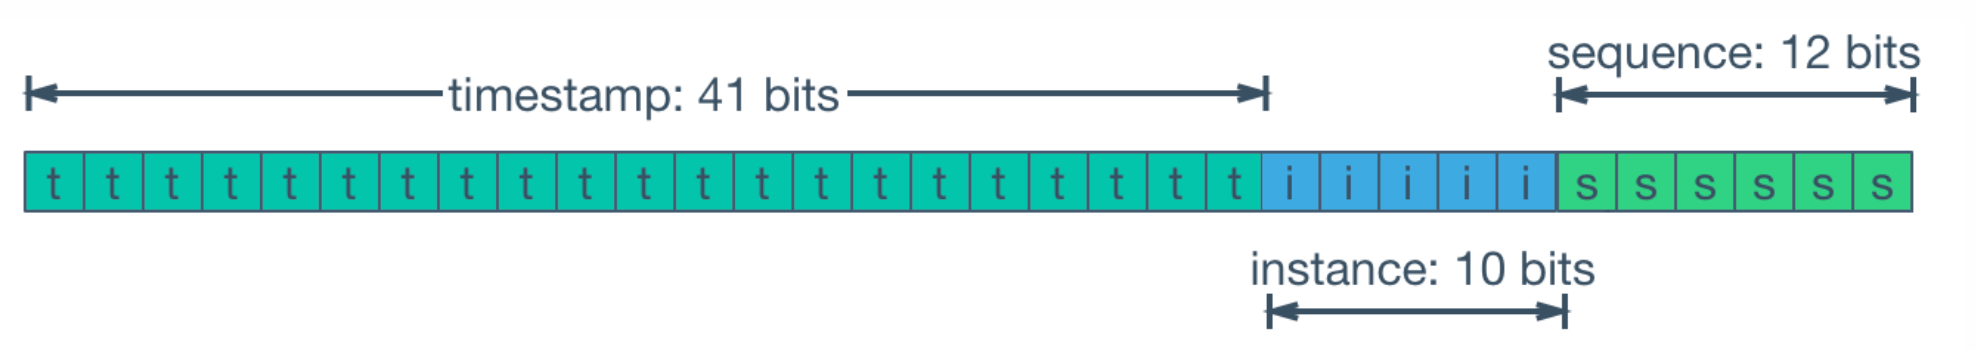 sequence: 12 bits
timestamp: 41 bits
t t t t t t t t t t t t t t t t t t t t t i i i i i s s s s s s
instance: 10 bits